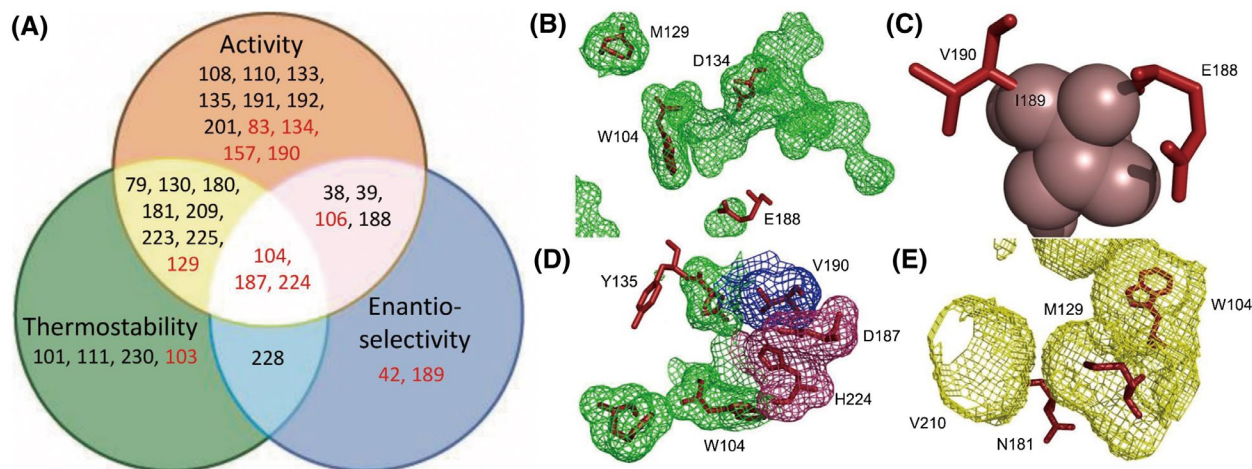 (A)
Activity
108, 110, 133,
135, 191, 192,
201, 83, 134,
157, 190
79, 130, 180,
181, 209,
223, 225,
129
38, 39,
106, 188
104,
187, 224
Thermostability
101, 111, 230, 103
Enantio-
selectivity
42, 189
228
(B)
M129
D134
W104
E188
(C)
V190
I189
E188
(D)
Y135
V190
D187
H224
W104
(E)
M129
W104
V210
N181